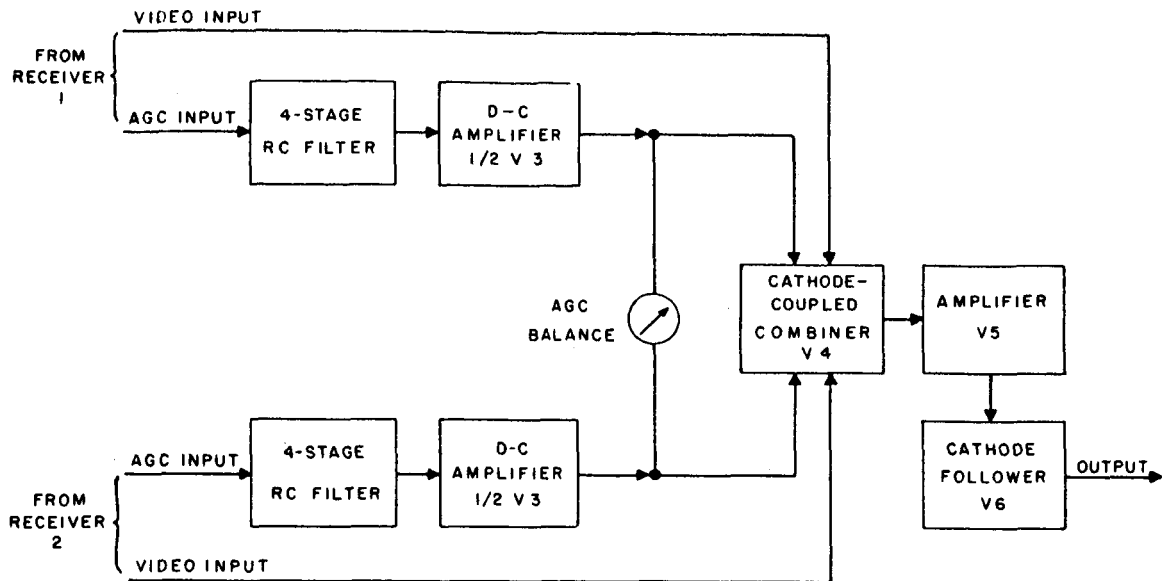 VIDEO INPUT
FROM
RECEIVER
1
AGC INPUT
4-STAGE
RC FILTER
D-C
AMPLIFIER
1/2 V 3
AGC
BALANCE
CATHODE-
COUPLED
COMBINER
V 4
AMPLIFIER
V5
CATHODE
FOLLOWER
V6
OUTPUT
AGC INPUT
4-STAGE
RC FILTER
D-C
AMPLIFIER
1/2 V 3
FROM
RECEIVER
2
VIDEO INPUT